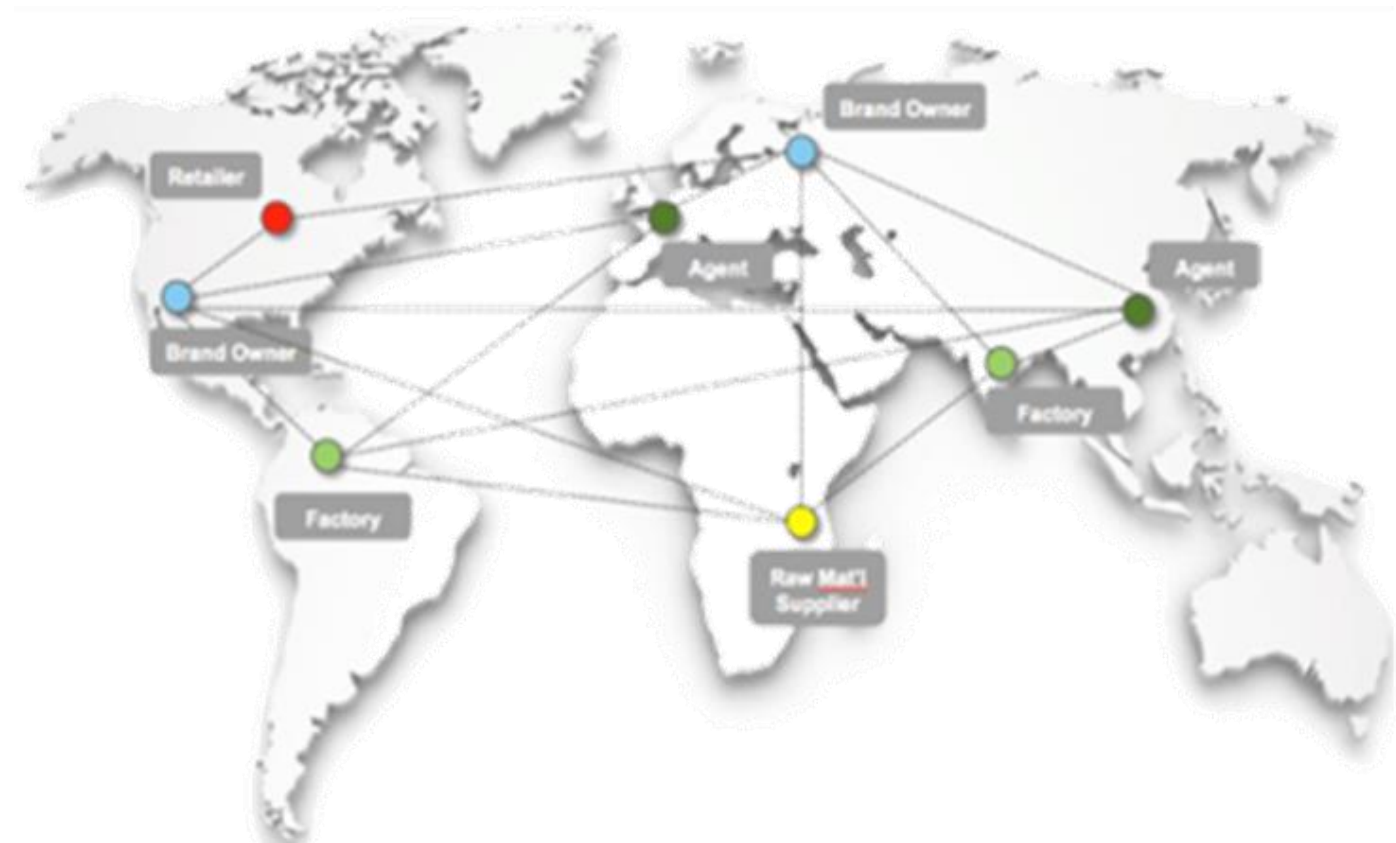 Brand Owner
Retailer
Agent
Agent
Brand Owner
Factory
Factory
Raw Mat'l
Supplier